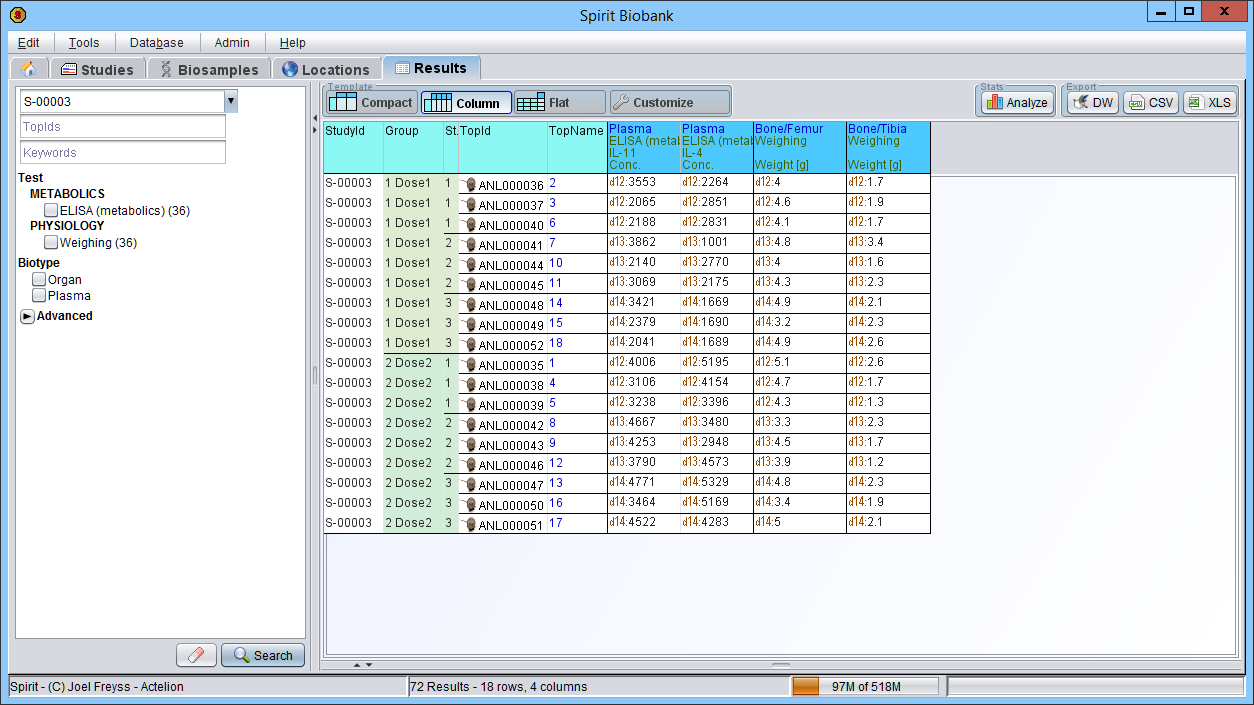 Spirit Biobank
Edit Tools Database Admin Help
Studies Biosamples Locations Results
S-00003
TopIds
Keywords
Test
METABOLICS
ELISA (metabolics) (36)
PHYSIOLOGY
Weighing (36)
Biotype
Organ
Plasma
Advanced
Search
Template
Compact Column Flat Customize
Stats
Analyze
Export
DW CSV XLS
StudyId Group St. TopId TopName Plasma Plasma Bone/Femur Bone/Tibia
ELISA (metal ELISA (metal Weighing Weighing
IL-11 IL-4
Conc. Conc. Weight [g] Weight [g]
S-00003 1 Dose1 1 ANL000036 2 d12:3553 d12:2264 d12:4 d12:1.7
S-00003 1 Dose1 1 ANL000037 3 d12:2065 d12:2851 d12:4.6 d12:1.9
S-00003 1 Dose1 1 ANL000040 6 d12:2188 d12:2831 d12:4.1 d12:1.7
S-00003 1 Dose1 2 ANL000041 7 d13:3862 d13:1001 d13:4.8 d13:3.4
S-00003 1 Dose1 2 ANL000044 10 d13:2140 d13:2770 d13:4 d13:1.6
S-00003 1 Dose1 2 ANL000045 11 d13:3069 d13:2175 d13:4.3 d13:2.3
S-00003 1 Dose1 3 ANL000048 14 d14:3421 d14:1669 d14:4.9 d14:2.1
S-00003 1 Dose1 3 ANL000049 15 d14:2379 d14:1690 d14:3.2 d14:2.3
S-00003 1 Dose1 3 ANL000052 18 d14:2041 d14:1689 d14:4.9 d14:2.6
S-00003 2 Dose2 1 ANL000035 1 d12:4006 d12:5195 d12:5.1 d12:2.6
S-00003 2 Dose2 1 ANL000038 4 d12:3106 d12:4154 d12:4.7 d12:1.7
S-00003 2 Dose2 1 ANL000039 5 d12:3238 d12:3396 d12:4.3 d12:1.3
S-00003 2 Dose2 2 ANL000042 8 d13:4667 d13:3480 d13:3.3 d13:2.3
S-00003 2 Dose2 2 ANL000043 9 d13:4253 d13:2948 d13:4.5 d13:1.7
S-00003 2 Dose2 2 ANL000046 12 d13:3790 d13:4573 d13:3.9 d13:1.2
S-00003 2 Dose2 3 ANL000047 13 d14:4771 d14:5329 d14:4.8 d14:2.3
S-00003 2 Dose2 3 ANL000050 16 d14:3464 d14:5169 d14:3.4 d14:1.9
S-00003 2 Dose2 3 ANL000051 17 d14:4522 d14:4283 d14:5 d14:2.1
Spirit - (C) Joel Freyss - Actelion 72 Results - 18 rows, 4 columns 97M of 518M